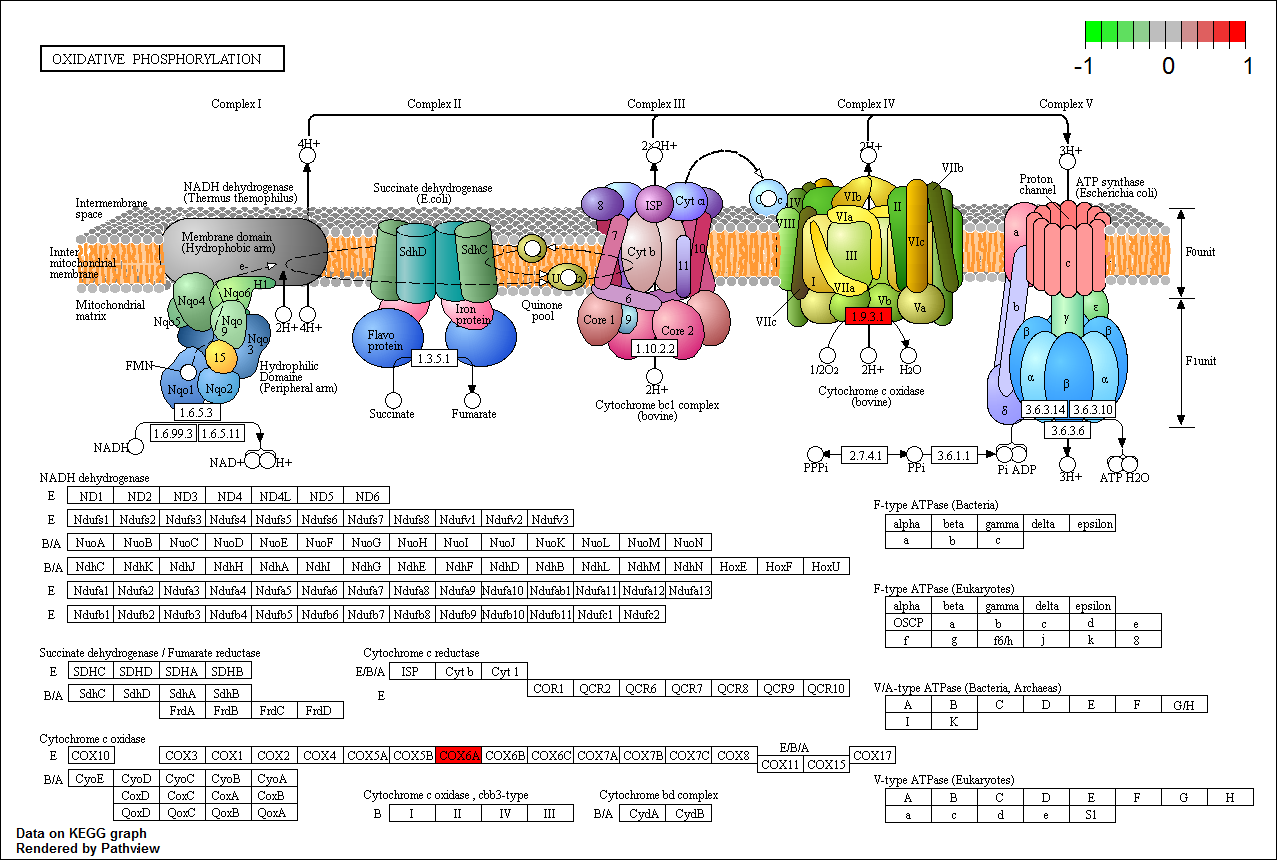 OXIDATIVE PHOSPHORYLATION
-1 0 1
Complex I Complex II Complex III Complex IV Complex V
4H+ 2×2H+ 2H+ 3H+
NADH dehydrogenase
(Thermus themophilus)
Succinate dehydrogenase
(E.coli)
VIIb
Proton
channel
ATP synthase
(Escherichia coli)
Intermembrane
space
Innter
mitochondrial
membrane
Mitochondrial
matrix
Membrane domain
(Hydrophobic arm)
e-
H1
SdhD SdhC
8 ISP Cyt c1
7 Cyt b 10
11
6
Core 1 9 Core 2
IV VIb II
VIII VIa VIc
III
I VIIa
VIIc Vb Va
a c
b
F0unit
Nqo4 Nqo6
Nqo5 Nqo
9
Nqo
3
15
Nqo1 Nqo2
FMN
2H+ 4H+
Flavo
protein
Iron
protein
Quinone
pool
Hydrophilic
Domaine
(Peripheral arm)
1.3.5.1
1.10.2.2
1.9.3.1
γ ε
β β
α β α
δ
F1unit
1/2O2 2H+ H2O
2H+
Succinate Fumarate
Cytochrome bc1 complex
(bovine)
Cytochrome c oxidase
(bovine)
1.6.5.3
1.6.99.3 1.6.5.11
3.6.3.14 3.6.3.10
3.6.3.6
NADH
NAD+ H+
PPPi 2.7.4.1 PPi 3.6.1.1 Pi ADP
3H+ ATP H2O
NADH dehydrogenase
E ND1 ND2 ND3 ND4 ND4L ND5 ND6
E Ndufs1 Ndufs2 Ndufs3 Ndufs4 Ndufs5 Ndufs6 Ndufs7 Ndufs8 Ndufv1 Ndufv2 Ndufv3
B/A NuoA NuoB NuoC NuoD NuoE NuoF NuoG NuoH NuoI NuoJ NuoK NuoL NuoM NuoN
B/A NdhC NdhK NdhJ NdhH NdhA NdhI NdhG NdhE NdhF NdhD NdhB NdhL NdhM NdhN HoxE HoxF HoxU
E Ndufa1 Ndufa2 Ndufa3 Ndufa4 Ndufa5 Ndufa6 Ndufa7 Ndufa8 Ndufa9 Ndufa10 Ndufab1 Ndufa11 Ndufa12 Ndufa13
E Ndufb1 Ndufb2 Ndufb3 Ndufb4 Ndufb5 Ndufb6 Ndufb7 Ndufb8 Ndufb9 Ndufb10 Ndufb11 Ndufc1 Ndufc2
Succinate dehydrogenase / Fumarate reductase
E SDHC SDHD SDHA SDHB
B/A SdhC SdhD SdhA SdhB
FrdA FrdB FrdC FrdD
Cytochrome c reductase
E/B/A ISP Cyt b Cyt 1
E COR1 QCR2 QCR6 QCR7 QCR8 QCR9 QCR10
Cytochrome c oxidase
E COX10 COX3 COX1 COX2 COX4 COX5A COX5B COX6A COX6B COX6C COX7A COX7B COX7C COX8 E/B/A COX17
COX11 COX15
B/A CyoE CyoD CyoC CyoB CyoA
CoxD CoxC CoxA CoxB
QoxD QoxC QoxB QoxA
Cytochrome c oxidase , cbb3-type
B I II IV III
Cytochrome bd complex
B/A CydA CydB
F-type ATPase (Bacteria)
alpha beta gamma delta epsilon
a b c
F-type ATPase (Eukaryotes)
alpha beta gamma delta epsilon
OSCP a b c d e
f g f6/h j k 8
V/A-type ATPase (Bacteria, Archaeas)
A B C D E F G/H
I K
V-type ATPase (Eukaryotes)
A B C D E F G H
a c d e S1
Data on KEGG graph
Rendered by Pathview